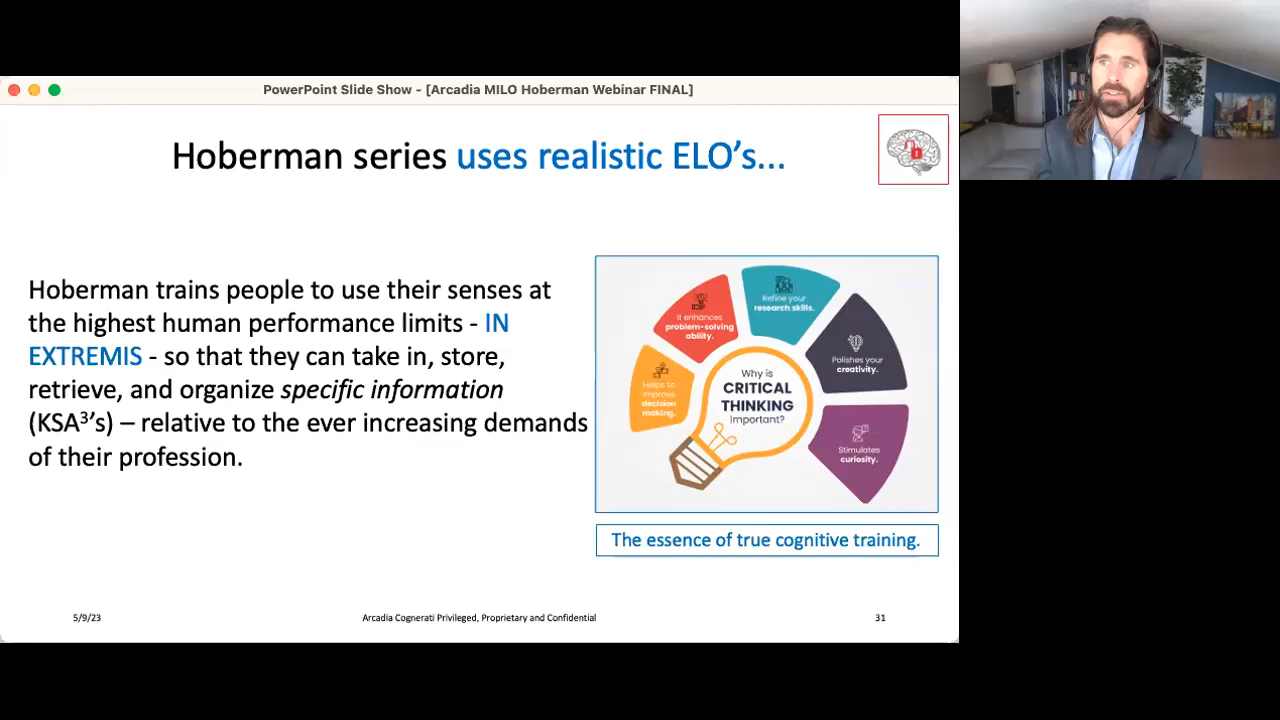 PowerPoint Slide Show - [Arcadia MILO Hoberman Webinar FINAL]
Hoberman series uses realistic ELO's...
Hoberman trains people to use their senses at
the highest human performance limits - IN
EXTREMIS - so that they can take in, store,
retrieve, and organize specific information
(KSA³'s) – relative to the ever increasing demands
of their profession.
Helps to
improve
decision
making.
It enhances
problem-solving
ability.
Refine your
research skills.
Polishes your
creativity.
Stimulates
curiosity.
Why is
CRITICAL
THINKING
important?
The essence of true cognitive training.
5/9/23
Arcadia Cognerati Privileged, Proprietary and Confidential
31